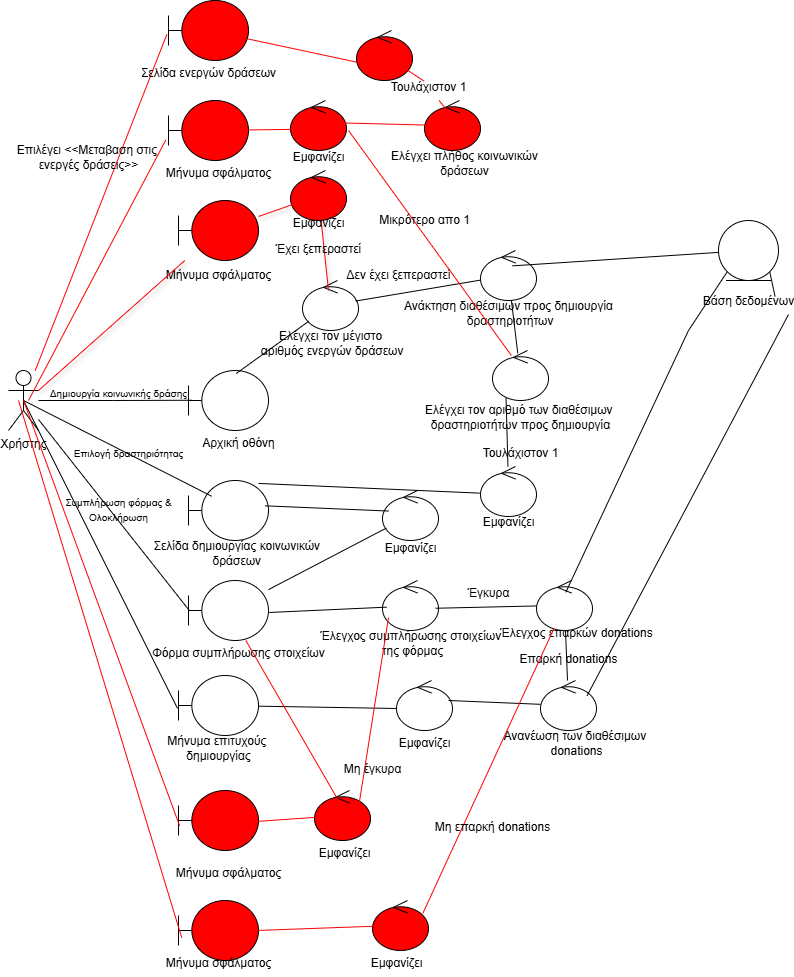 Σελίδα ενεργών δράσεων
Τουλάχιστον 1
Επιλέγει <<Μεταβαση στις
ενεργές δράσεις>>
Μήνυμα σφάλματος
Εμφανίζει
Ελέγχει πλήθος κοινωνικών
δράσεων
Μήνυμα σφάλματος
Εμφανίζει
Μικρότερο απο 1
Έχει ξεπεραστεί
Δεν έχει ξεπεραστεί
Ανάκτηση διαθέσιμων προς δημιουργία
δραστηριοτήτων
Βάση δεδομένων
Ελεγχει τον μέγιστο
αριθμός ενεργών δράσεων
Δημιουργία κοινωνικής δράσης
Χρήστης
Αρχική οθόνη
Ελέγχει τον αριθμό των διαθέσιμων
δραστηριοτήτων προς δημιουργία
Επιλογή δραστηριότητας
Τουλάχιστον 1
Συμπλήρωση φόρμας &
Ολοκλήρωση
Εμφανίζει
Σελίδα δημιουργίας κοινωνικών
δράσεων
Εμφανίζει
Έγκυρα
Φόρμα συμπλήρωσης στοιχείων
Έλεγχος συμπλήρωσης στοιχείων
της φόρμας
Έλεγχος επαρκών donations
Επαρκή donations
Μήνυμα επιτυχούς
δημιουργίας
Εμφανίζει
Ανανέωση των διαθέσιμων
donations
Μη έγκυρα
Μη επαρκή donations
Μήνυμα σφάλματος
Εμφανίζει
Μήνυμα σφάλματος
Εμφανίζει